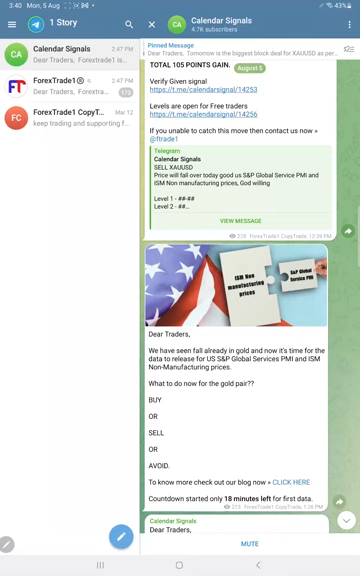 3:40 Mon, 5 Aug
43%
1 Story
Calendar Signals
4.7K subscribers
Calendar Signals 2:47 PM
Dear Traders, Forextrade1 is...
ForexTrade1® 2:47 PM
Dear Traders, Forextrade1...
ForexTrade1 CopyT... Mar 12
keep trading and supporting f...
FT
CA
FC
Pinned Message
Dear Traders, Tomorrow is the biggest block deal for XAUUSD as per...
TOTAL 105 POINTS GAIN.
August 5
Verify Given signal
https://t.me/calendarsignal/14253
Levels are open for Free traders
https://t.me/calendarsignal/14256
If you unable to catch this move then contact us now »
@ftrade1
Telegram
Calendar Signals
SELL XAUUSD
Price will fall over today good us S&P Global Service PMI and
ISM Non manufacturing prices, God willing
Level 1 - ##-##
Level 2 - ##...
VIEW MESSAGE
228 ForexTrade1 CopyTrade, 12:29 PM
ISM Non
manufacturing
prices
S&P Global
Service PMI
Dear Traders,
We have seen fall already in gold and now it's time for the
data to release for US S&P Global Services PMI and ISM
Non-Manufacturing prices.
What to do now for the gold pair??
BUY
OR
SELL
OR
AVOID.
To know more check out our blog now » CLICK HERE
Countdown started only 18 minutes left for first data.
ForexTrade1 CopyTrade, 1:26 PM
Calendar Signals
Dear Traders,
MUTE